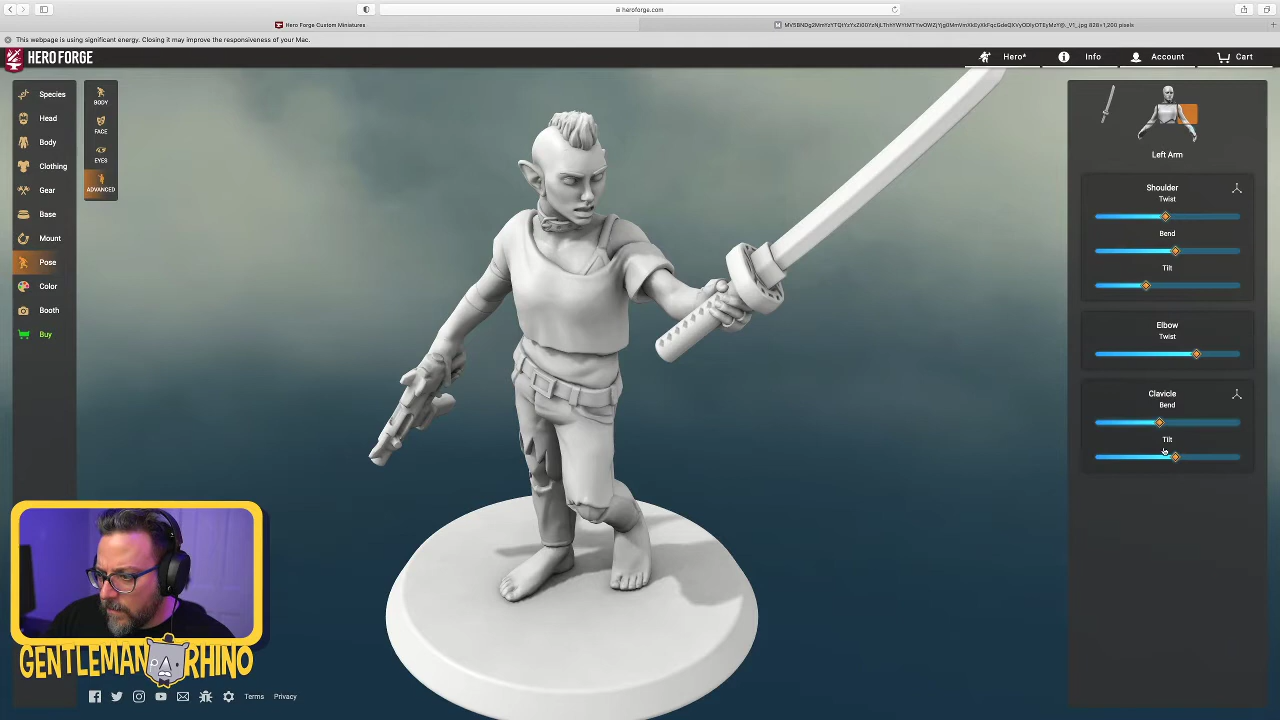 heroforge.com
Hero Forge Custom Miniatures
This webpage is using significant energy. Closing it may improve the responsiveness of your Mac.
HERO FORGE
Hero*
Info
Account
Cart
Species
Head
Body
Clothing
Gear
Base
Mount
Pose
Color
Booth
Buy
BODY
FACE
EYES
ADVANCED
Left Arm
Shoulder
Twist
Bend
Tilt
Elbow
Twist
Clavicle
Bend
Tilt
GENTLEMAN RHINO
Terms
Privacy